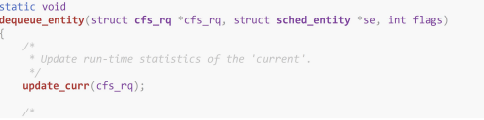 static void
dequeue_entity(struct cfs_rq *cfs_rq, struct sched_entity *se, int flags)
{
/*
* Update run-time statistics of the 'current'.
*/
update_curr(cfs_rq);
/*